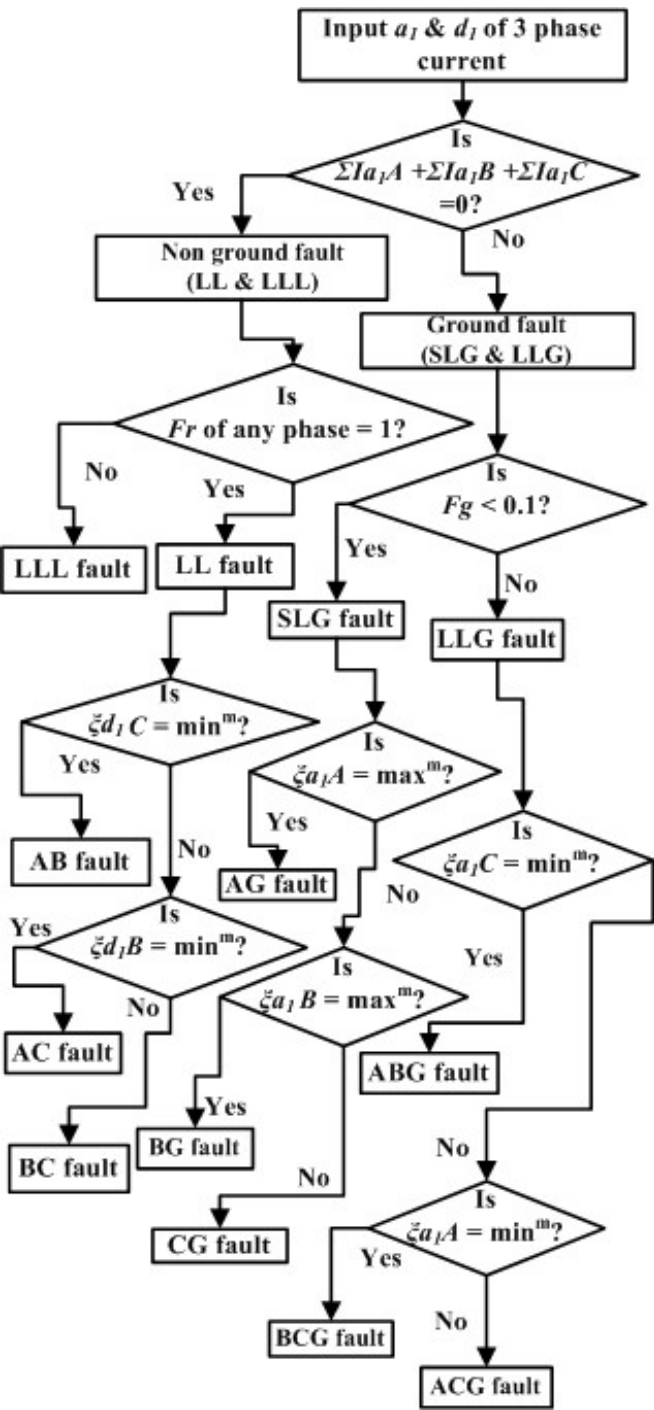 Input a₁ & d₁ of 3 phase
current
Is
ΣIa₁A +ΣIa₁B +ΣIa₁C
=0?
Yes
No
Non ground fault
(LL & LLL)
Ground fault
(SLG & LLG)
Is
Fr of any phase = 1?
No
Yes
Is
Fg < 0.1?
Yes
No
LLL fault
LL fault
SLG fault
LLG fault
Is
ξd₁ C = minᵐ?
Yes
No
Is
ξa₁A = maxᵐ?
Yes
No
Is
ξa₁C = minᵐ?
Yes
No
AB fault
AG fault
Is
ξd₁B = minᵐ?
Yes
No
Is
ξa₁ B = maxᵐ?
Yes
No
AC fault
ABG fault
BC fault
BG fault
CG fault
Is
ξa₁A = minᵐ?
Yes
No
BCG fault
ACG fault